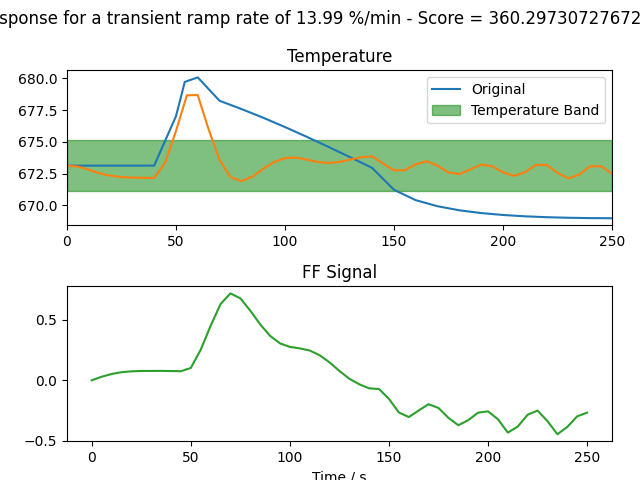 sponse for a transient ramp rate of 13.99 %/min - Score = 360.29730727672
Temperature
680.0
677.5
675.0
672.5
670.0
Original
Temperature Band
0 50 100 150 200 250
FF Signal
0.5
0.0
−0.5
0 50 100 150 200 250
Time / s